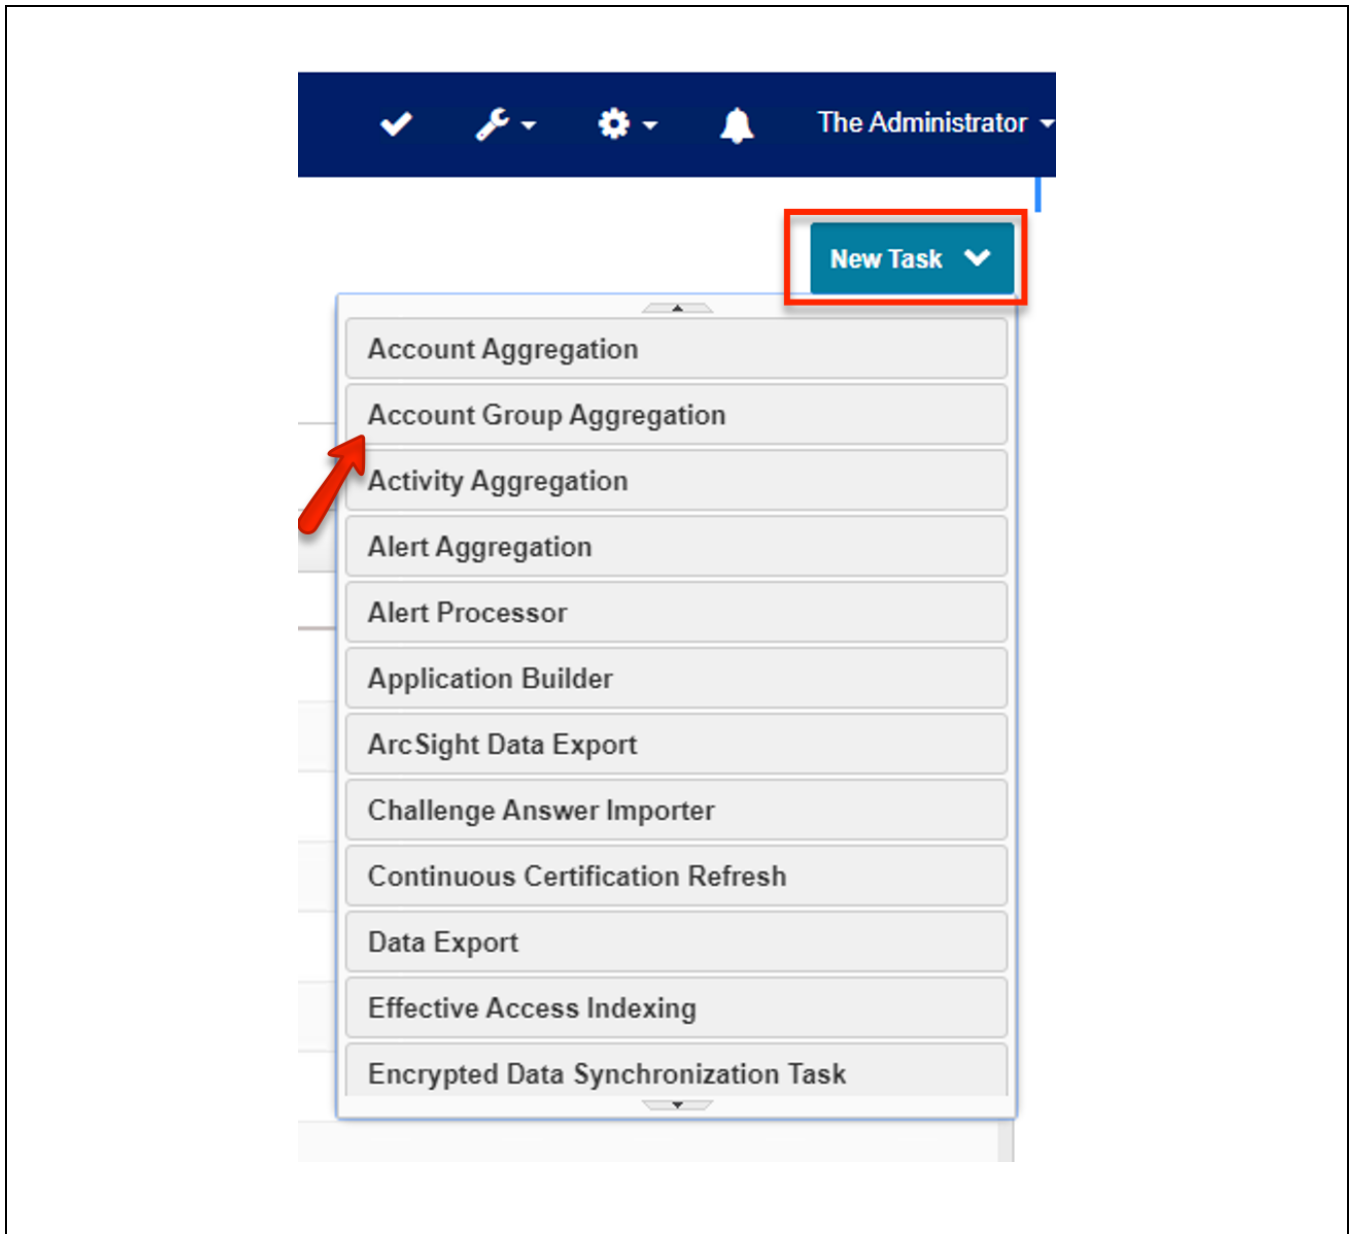 The Administrator
New Task
Account Aggregation
Account Group Aggregation
Activity Aggregation
Alert Aggregation
Alert Processor
Application Builder
ArcSight Data Export
Challenge Answer Importer
Continuous Certification Refresh
Data Export
Effective Access Indexing
Encrypted Data Synchronization Task